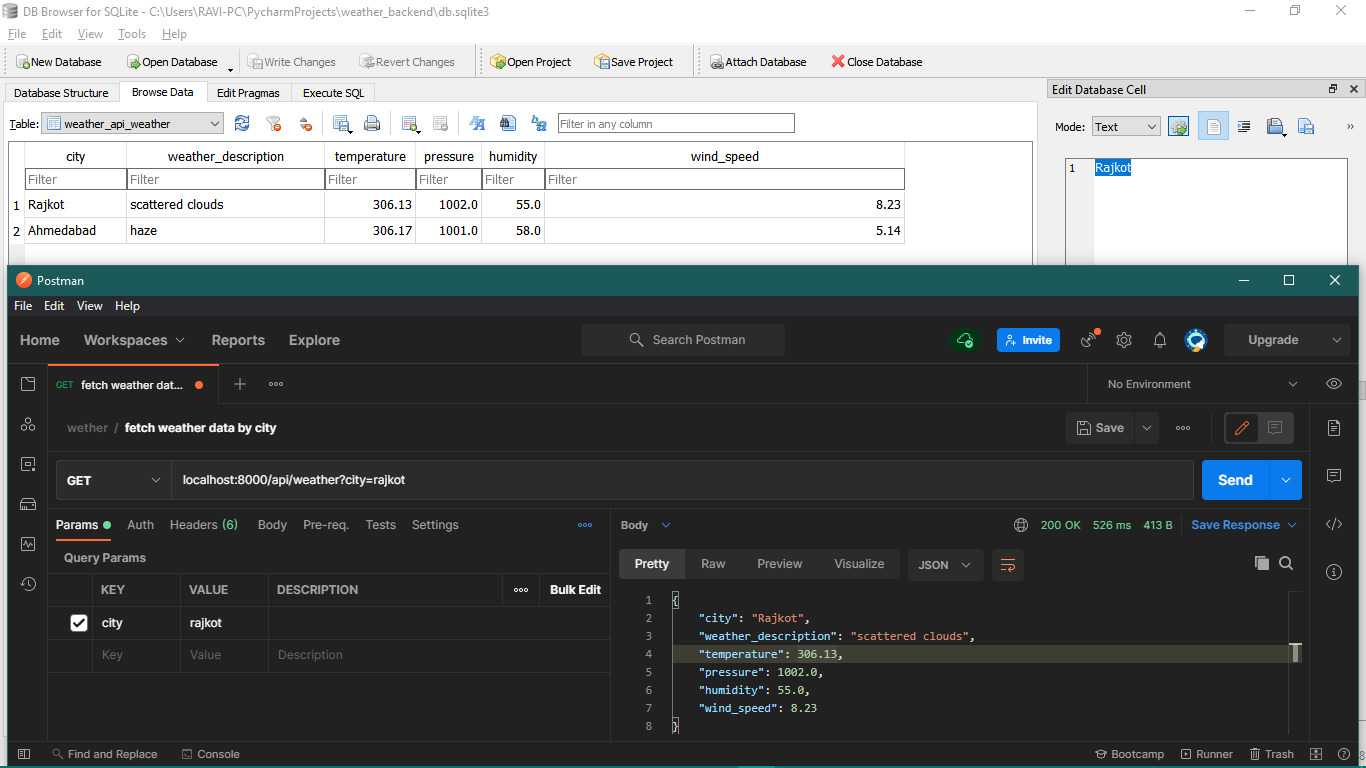 DB Browser for SQLite - C:\Users\RAVI-PC\PycharmProjects\weather_backend\db.sqlite3
File Edit View Tools Help
New Database Open Database Write Changes Revert Changes Open Project Save Project Attach Database Close Database
Database Structure Browse Data Edit Pragmas Execute SQL
Edit Database Cell
Table: weather_api_weather Filter in any column
Mode: Text
city weather_description temperature pressure humidity wind_speed
Filter Filter Filter Filter Filter Filter
1 Rajkot scattered clouds 306.13 1002.0 55.0 8.23
2 Ahmedabad haze 306.17 1001.0 58.0 5.14
1 Rajkot
Postman
File Edit View Help
Home Workspaces Reports Explore Search Postman Invite Upgrade
GET fetch weather dat... No Environment
wether / fetch weather data by city Save
GET localhost:8000/api/weather?city=rajkot Send
Params Auth Headers (6) Body Pre-req. Tests Settings
Body 200 OK 526 ms 413 B Save Response
Query Params
Pretty Raw Preview Visualize JSON
KEY VALUE DESCRIPTION Bulk Edit
city rajkot
Key Value Description
1 {
2 "city": "Rajkot",
3 "weather_description": "scattered clouds",
4 "temperature": 306.13,
5 "pressure": 1002.0,
6 "humidity": 55.0,
7 "wind_speed": 8.23
8 }
Find and Replace Console Bootcamp Runner Trash